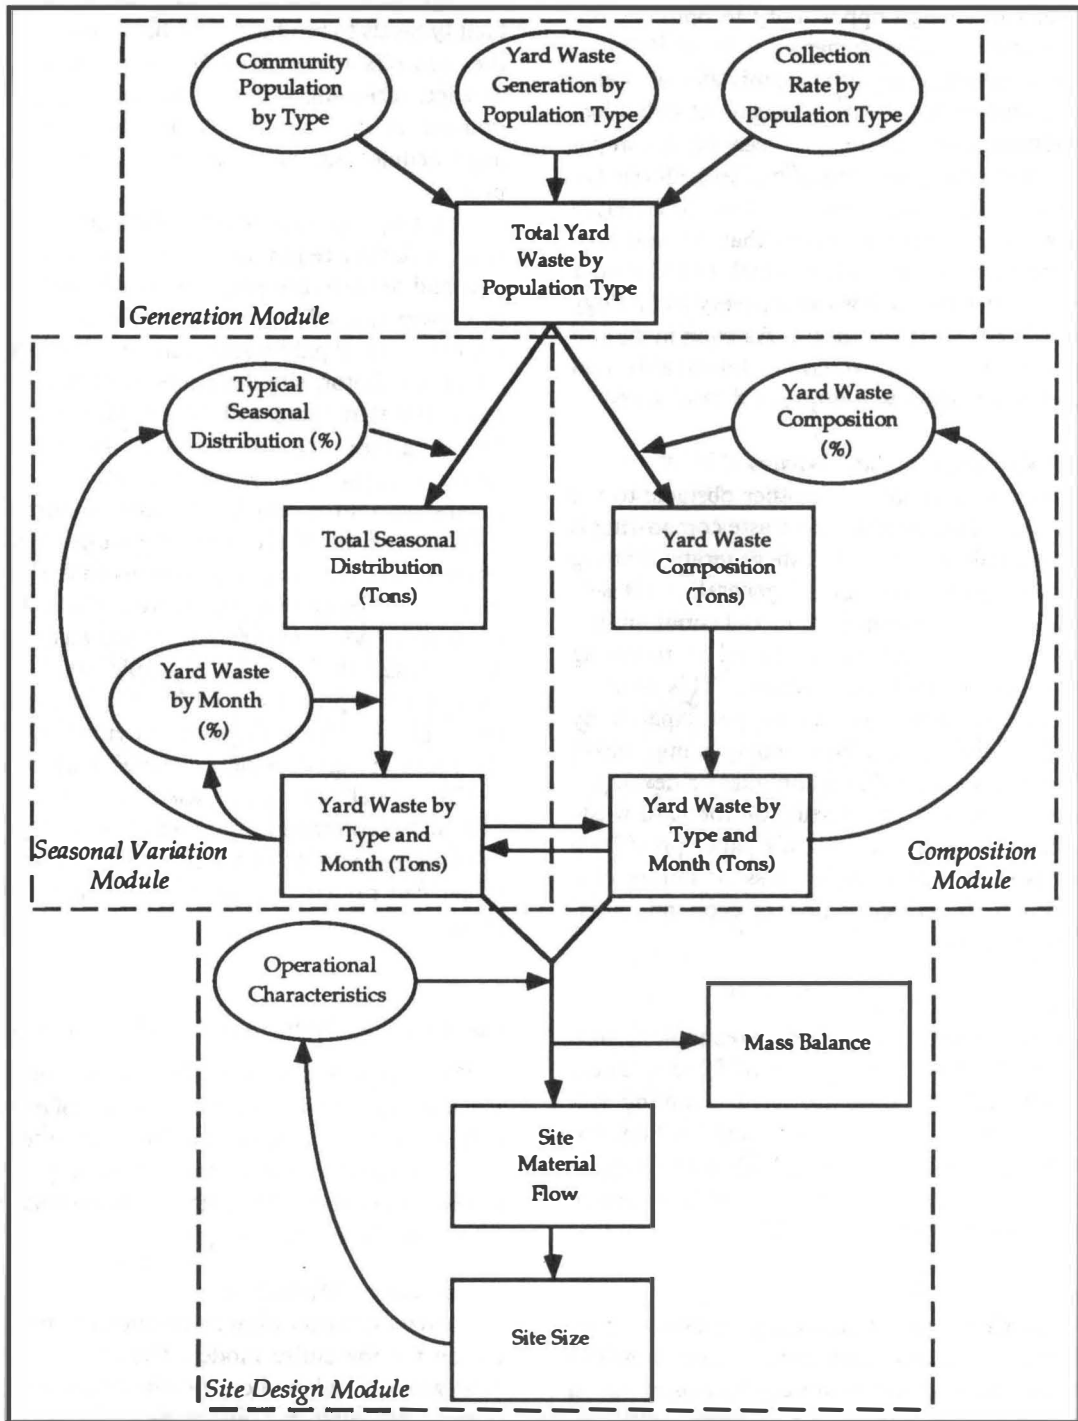 Community
Population
by Type
Yard Waste
Generation by
Population Type
Collection
Rate by
Population Type
Total Yard
Waste by
Population Type
Generation Module
Typical
Seasonal
Distribution (%)
Yard Waste
Composition
(%)
Total Seasonal
Distribution
(Tons)
Yard Waste
Composition
(Tons)
Yard Waste
by Month
(%)
Yard Waste by
Type and
Month (Tons)
Yard Waste by
Type and
Month (Tons)
Seasonal Variation
Module
Composition
Module
Operational
Characteristics
Mass Balance
Site
Material
Flow
Site Size
Site Design Module